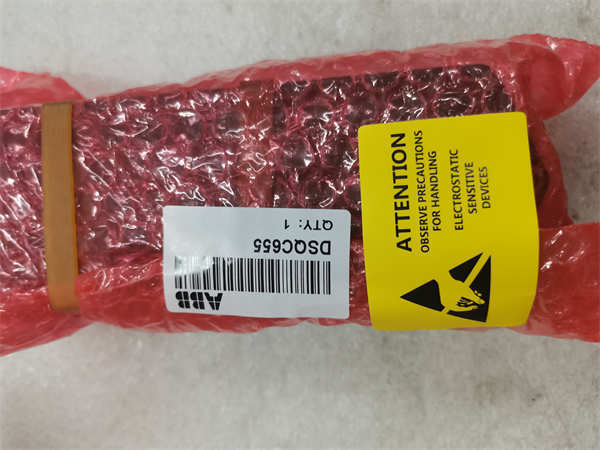 ABB
DSQC655
QTY: 1
ATTENTION
OBSERVE PRECAUTIONS
FOR HANDLING
ELECTROSTATIC
SENSITIVE
DEVICES